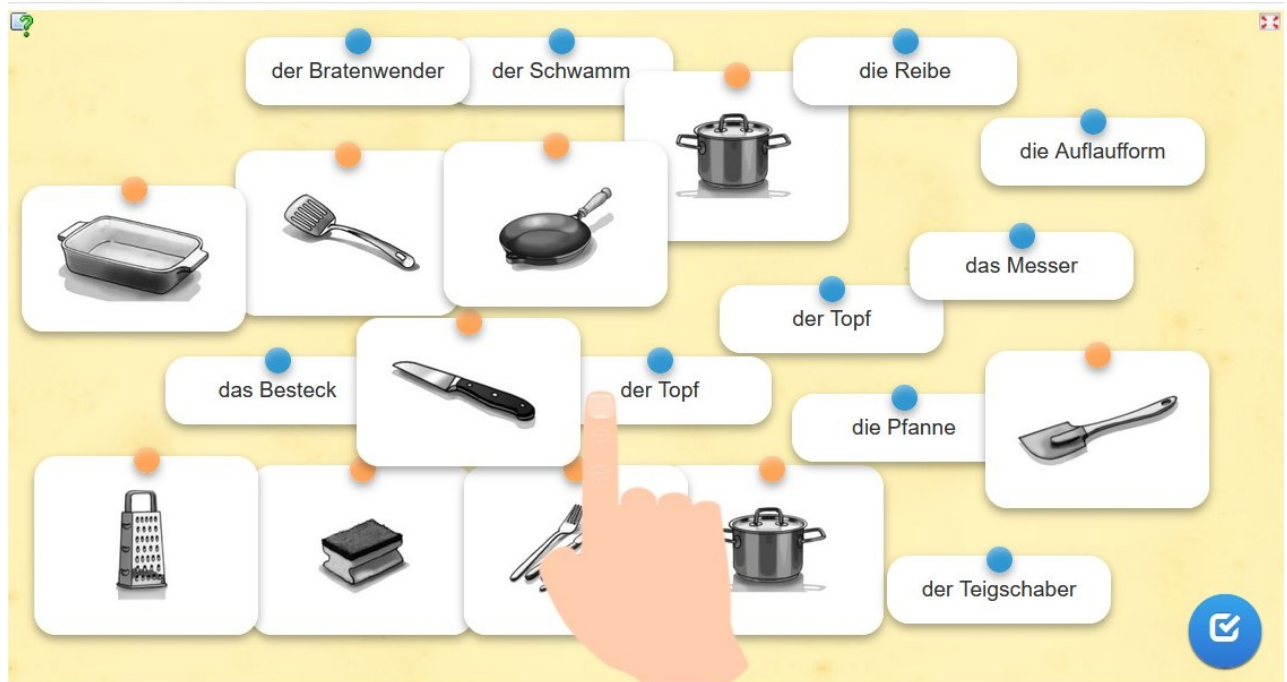 der Bratenwender
der Schwamm
die Reibe
die Auflaufform
das Messer
der Topf
das Besteck
der Topf
die Pfanne
der Teigschaber